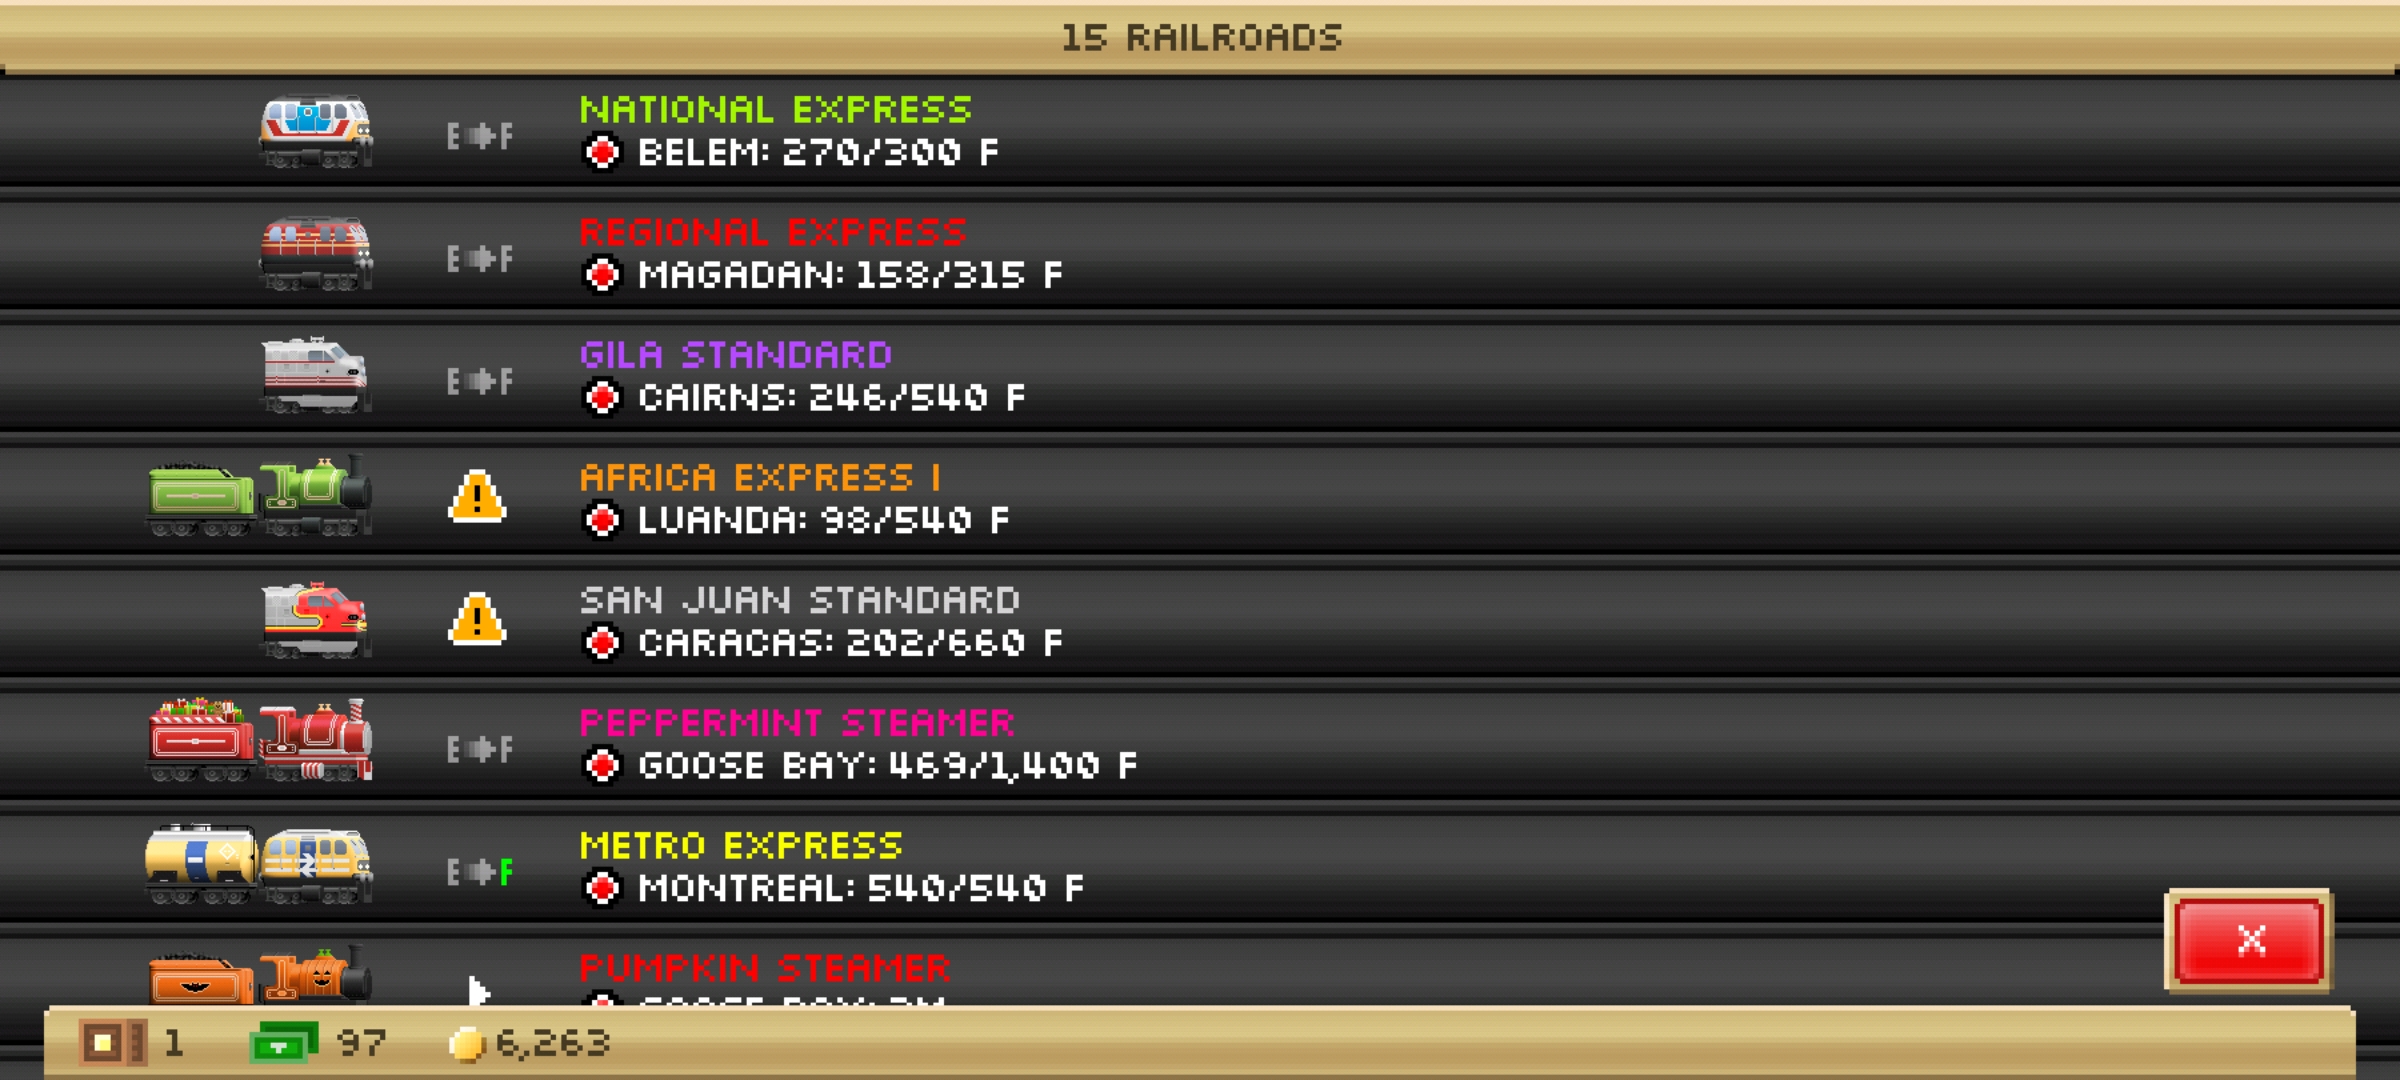 15 RAILROADS
E F
NATIONAL EXPRESS
BELEM: 270/300 F
E F
REGIONAL EXPRESS
MAGADAN: 158/315 F
E F
GILA STANDARD
CAIRNS: 246/540 F
!
AFRICA EXPRESS I
LUANDA: 98/540 F
!
SAN JUAN STANDARD
CARACAS: 202/660 F
E F
PEPPERMINT STEAMER
GOOSE BAY: 469/1,400 F
E F
METRO EXPRESS
MONTREAL: 540/540 F
PUMPKIN STEAMER
X
1 97 6,263